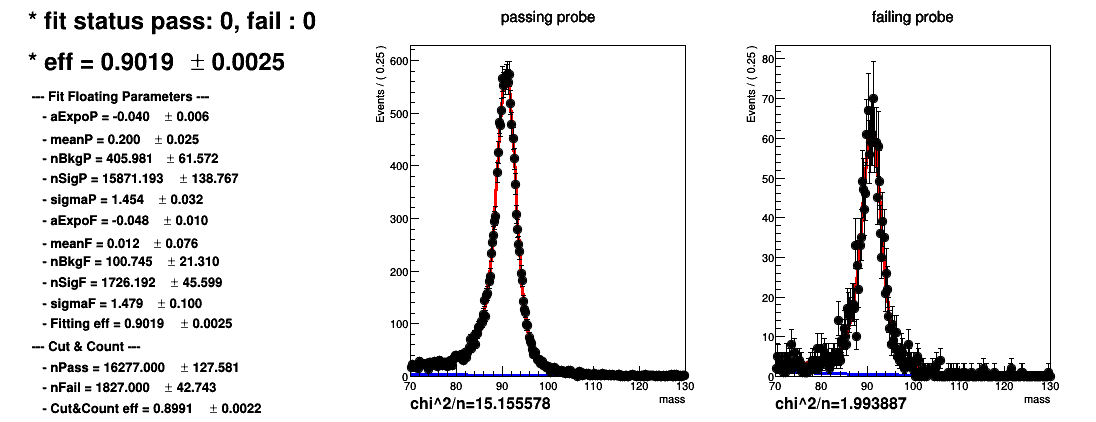 * fit status pass: 0, fail : 0
* eff = 0.9019 ± 0.0025
--- Fit Floating Parameters ---
- aExpoP = -0.040 ± 0.006
- meanP = 0.200 ± 0.025
- nBkgP = 405.981 ± 61.572
- nSigP = 15871.193 ± 138.767
- sigmaP = 1.454 ± 0.032
- aExpoF = -0.048 ± 0.010
- meanF = 0.012 ± 0.076
- nBkgF = 100.745 ± 21.310
- nSigF = 1726.192 ± 45.599
- sigmaF = 1.479 ± 0.100
- Fitting eff = 0.9019 ± 0.0025
--- Cut & Count ---
- nPass = 16277.000 ± 127.581
- nFail = 1827.000 ± 42.743
- Cut&Count eff = 0.8991 ± 0.0022
passing probe
Events / ( 0.25 )
600
500
400
300
200
100
0
70 80 90 100 110 120 130
mass
chi^2/n=15.155578
failing probe
Events / ( 0.25 )
80
70
60
50
40
30
20
10
0
70 80 90 100 110 120 130
mass
chi^2/n=1.993887